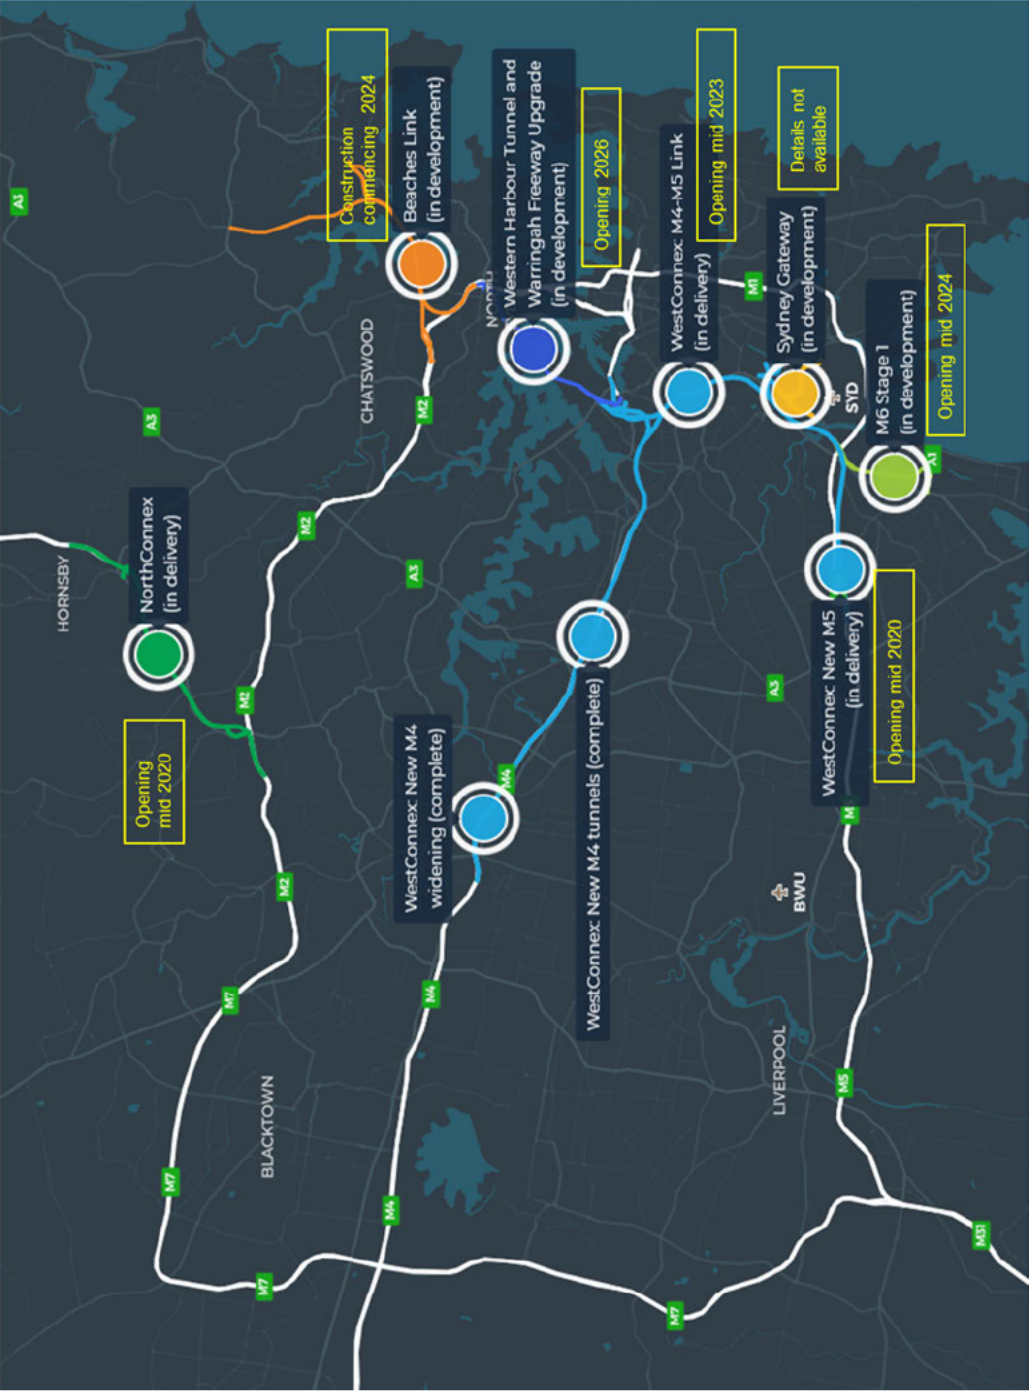 HORNSBY
NorthConnex
(in delivery)
Opening
mid 2020
A3
A3
A3
A3
CHATSWOOD
Construction
commencing 2024
Beaches Link
(in development)
Western Harbour Tunnel and
Warringah Freeway Upgrade
(in development)
Opening 2026
WestConnex: M4-M5 Link
(in delivery)
Opening mid 2023
Details not
available
Sydney Gateway
(in development)
M1
SYD
M6 Stage 1
(in development)
Opening mid 2024
A1
M2
M2
M2
M2
WestConnex: New M4
widening (complete)
M4
WestConnex: New M4 tunnels (complete)
WestConnex: New M5
(in delivery)
Opening mid 2020
BWU
M7
M4
BLACKTOWN
LIVERPOOL
M5
M7
M4
M7
M7
M31